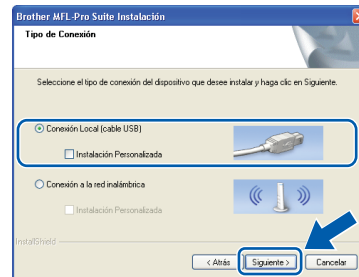 Brother MFL-Pro Suite Instalación
Tipo de Conexión
Seleccione el tipo de conexión del dispositivo que desee instalar y haga clic en Siguiente.
Conexión Local (cable USB)
Instalación Personalizada
Conexión a la red inalámbrica
Instalación Personalizada
InstallShield
< Atrás Siguiente > Cancelar